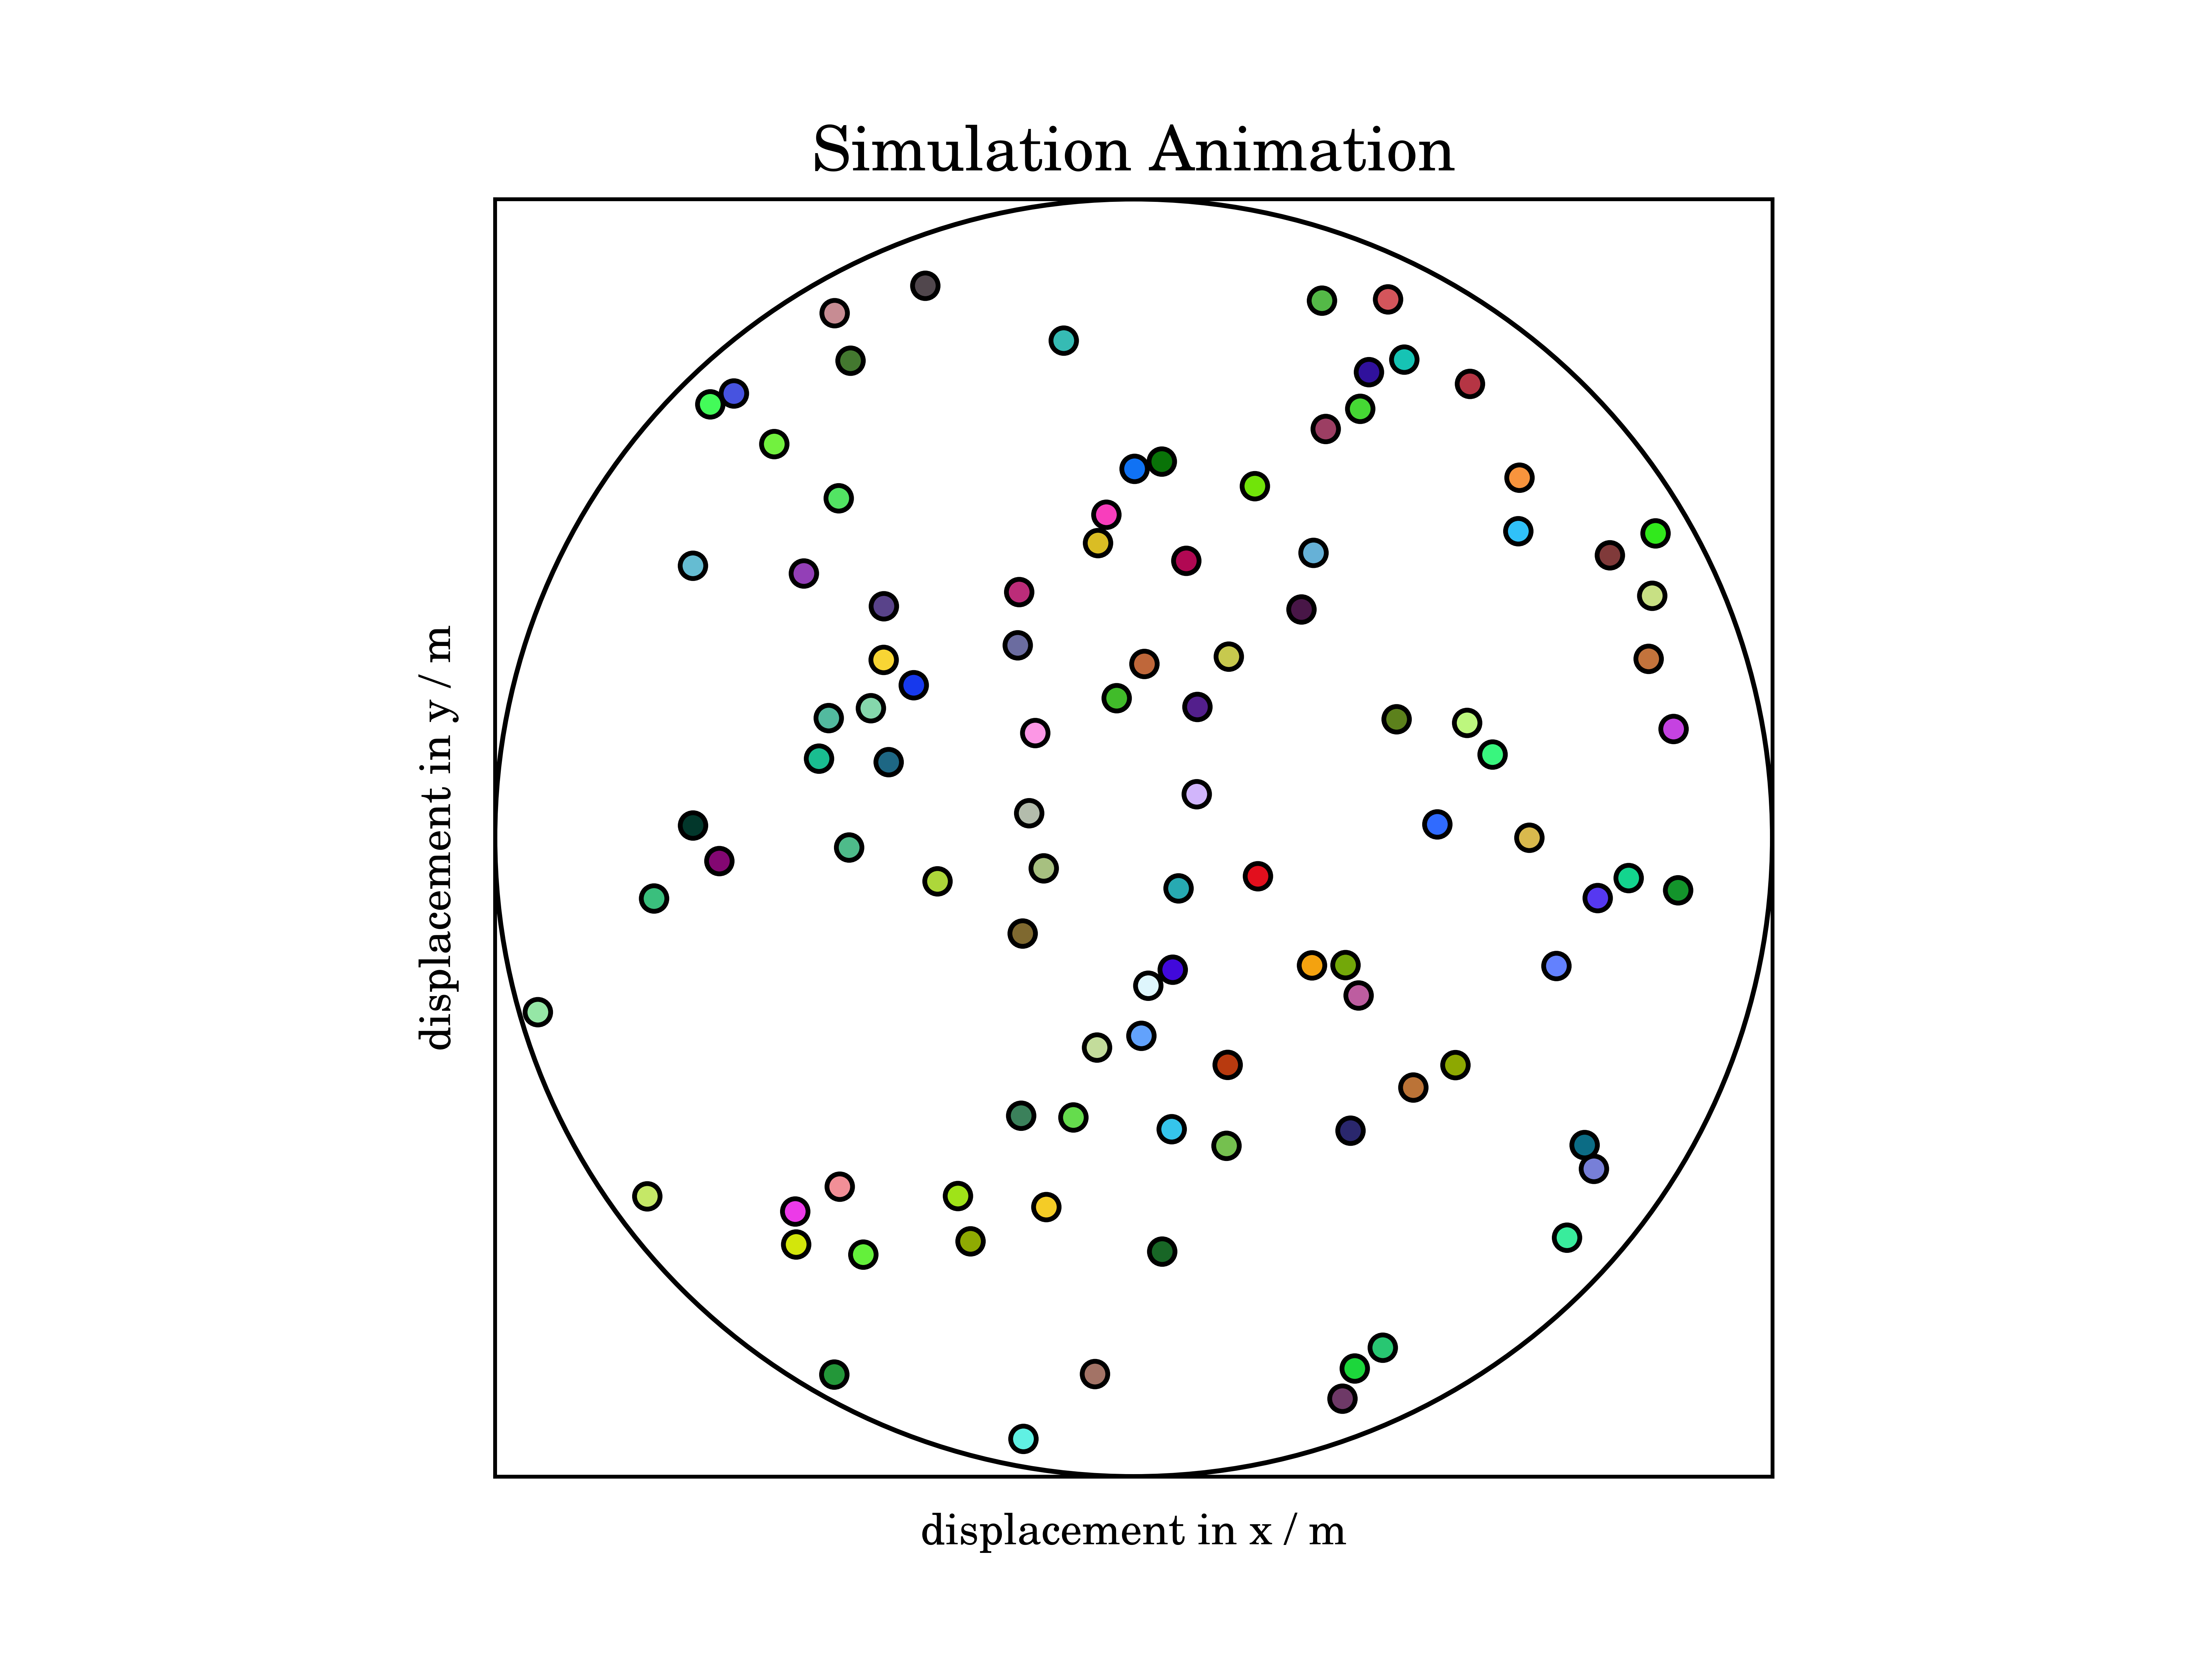 Simulation Animation
displacement in y / m
displacement in x / m